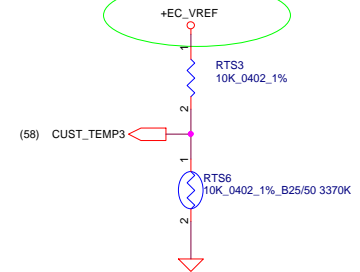 +EC_VREF
1
RTS3
10K_0402_1%
2
(58) CUST_TEMP3
1
RTS6
10K_0402_1%_B25/50 3370K
2